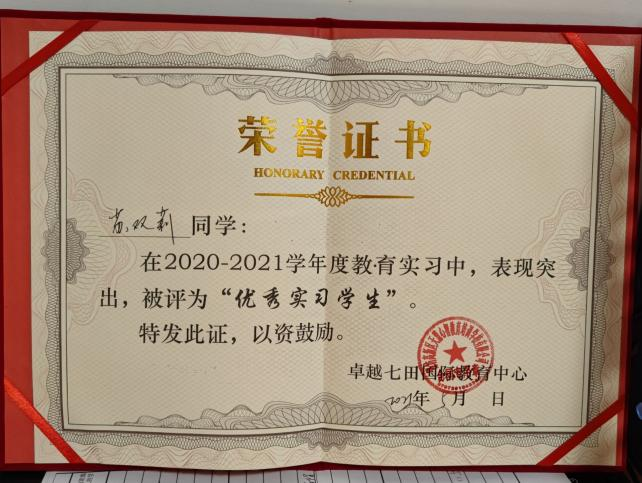 荣誉证书
HONORARY CREDENTIAL
苏双莉 同学:
在2020-2021学年度教育实习中，表现突
出，被评为“优秀实习学生”。
特发此证，以资鼓励。
卓越七田国际教育中心
2021年5月 日